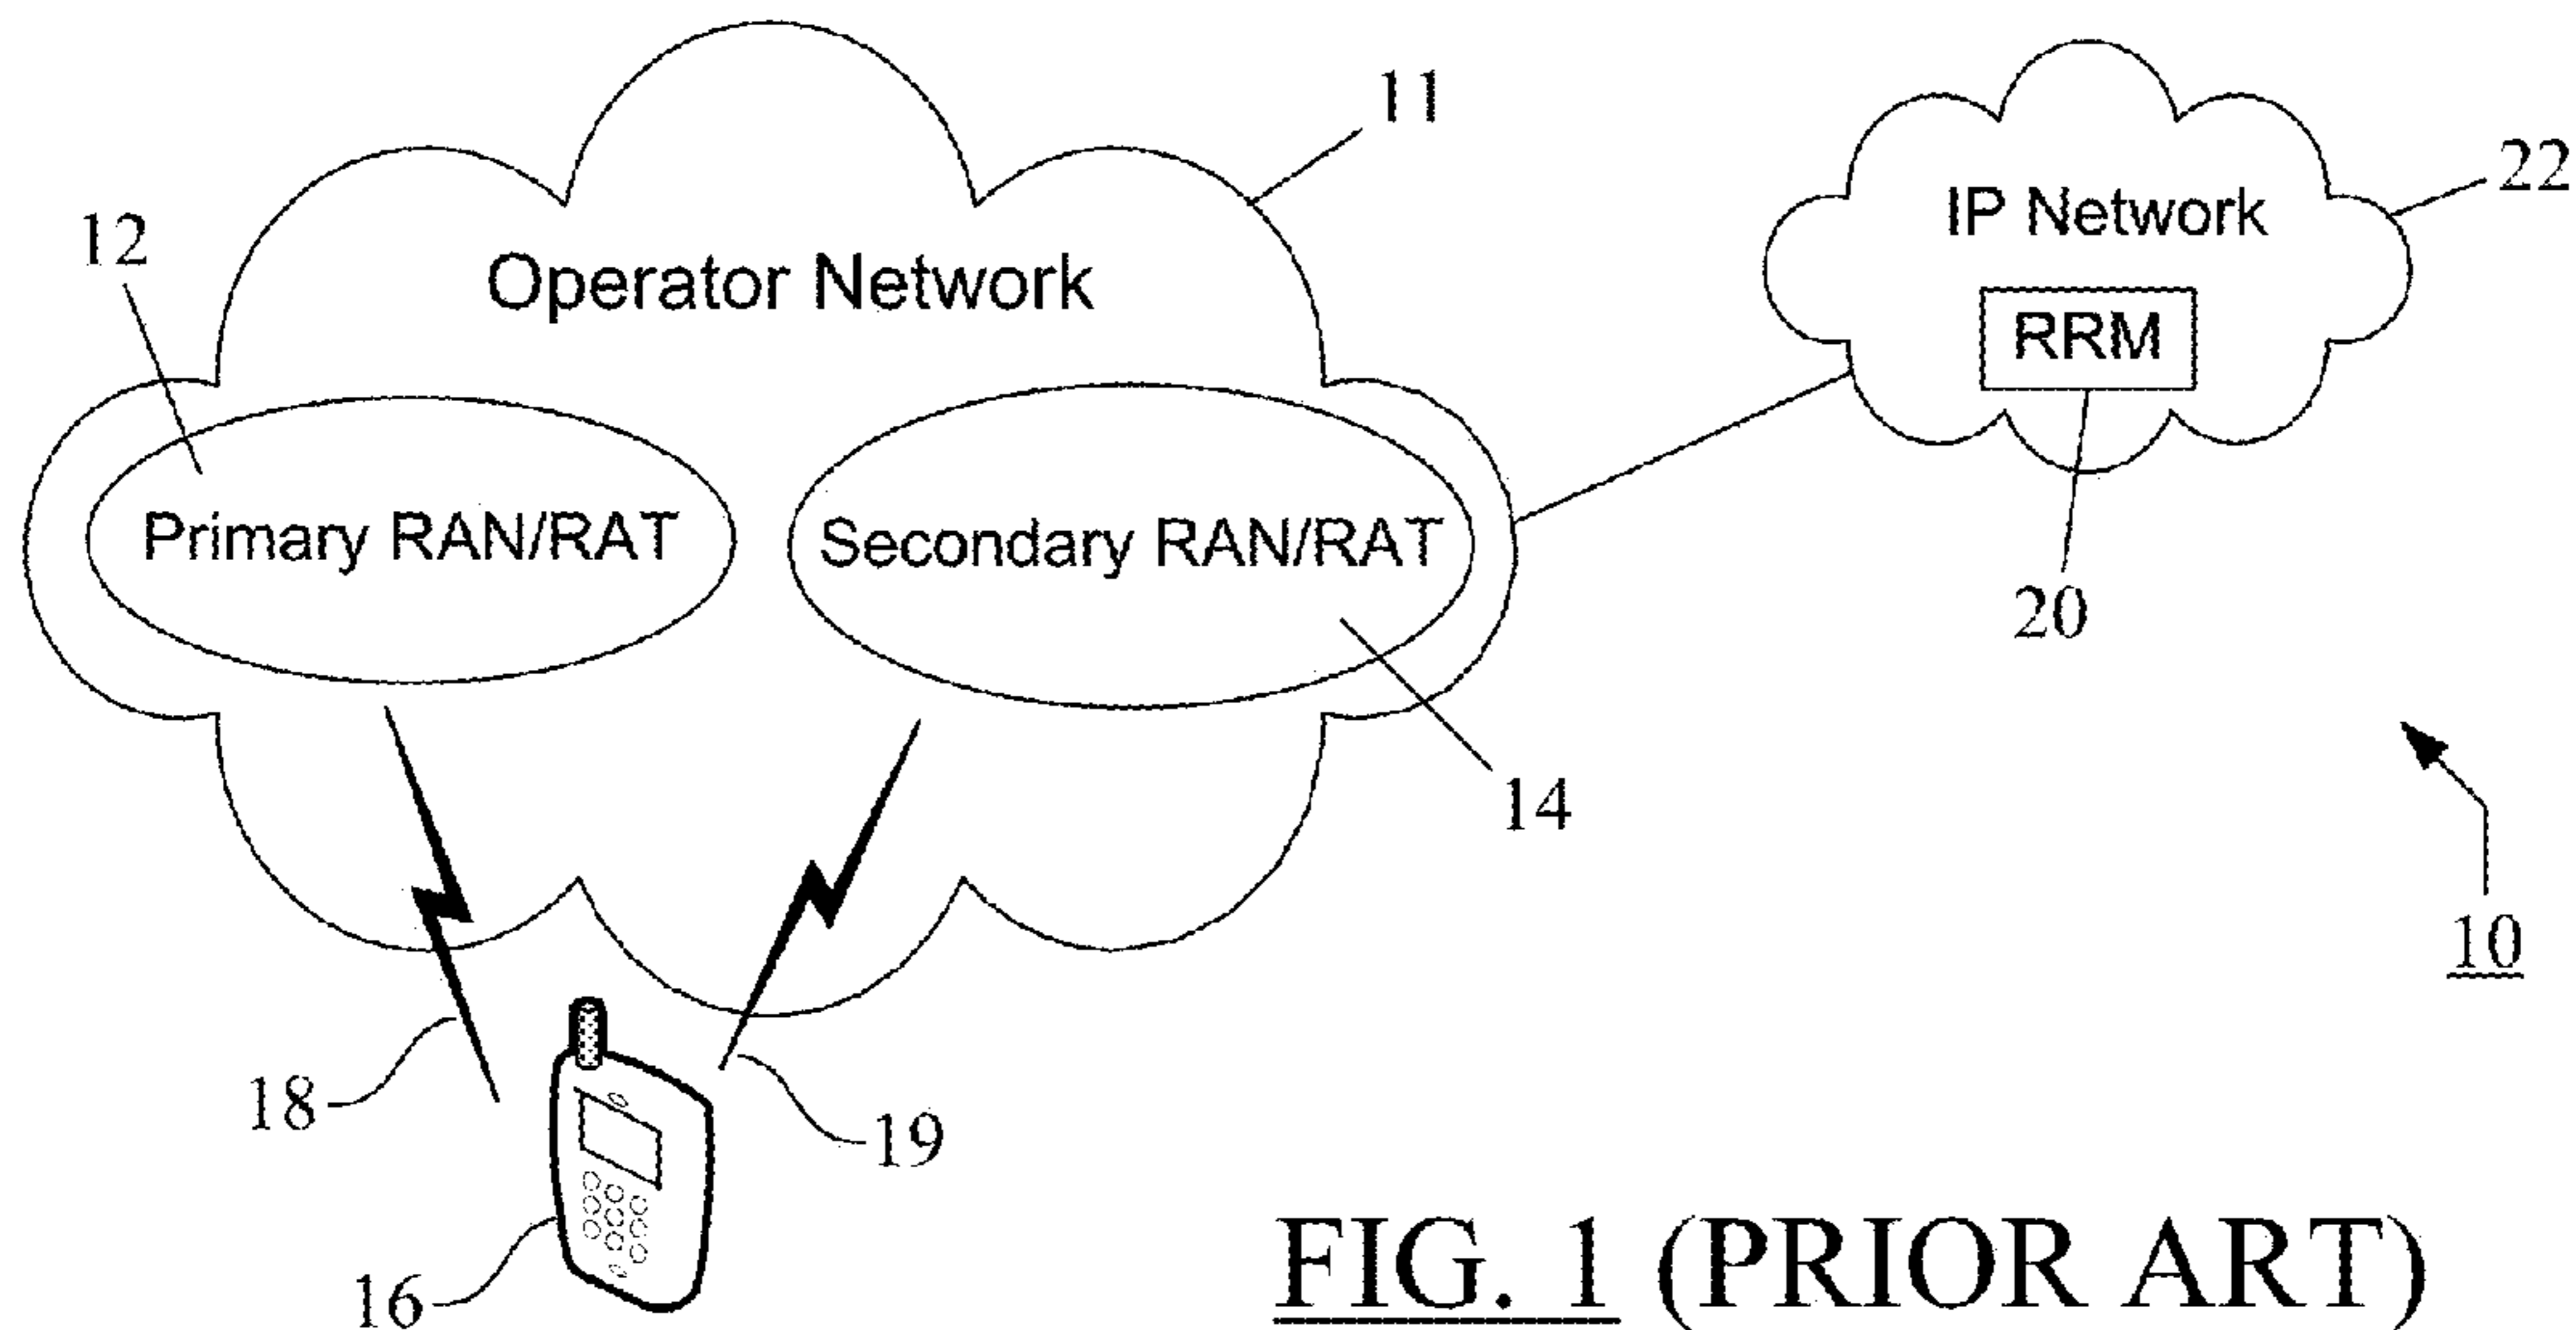 11
22
12
IP Network
Operator Network
RRM
Primary RAN/RAT
Secondary RAN/RAT
20
14
10
18
19
16
FIG. 1 (PRIOR ART)